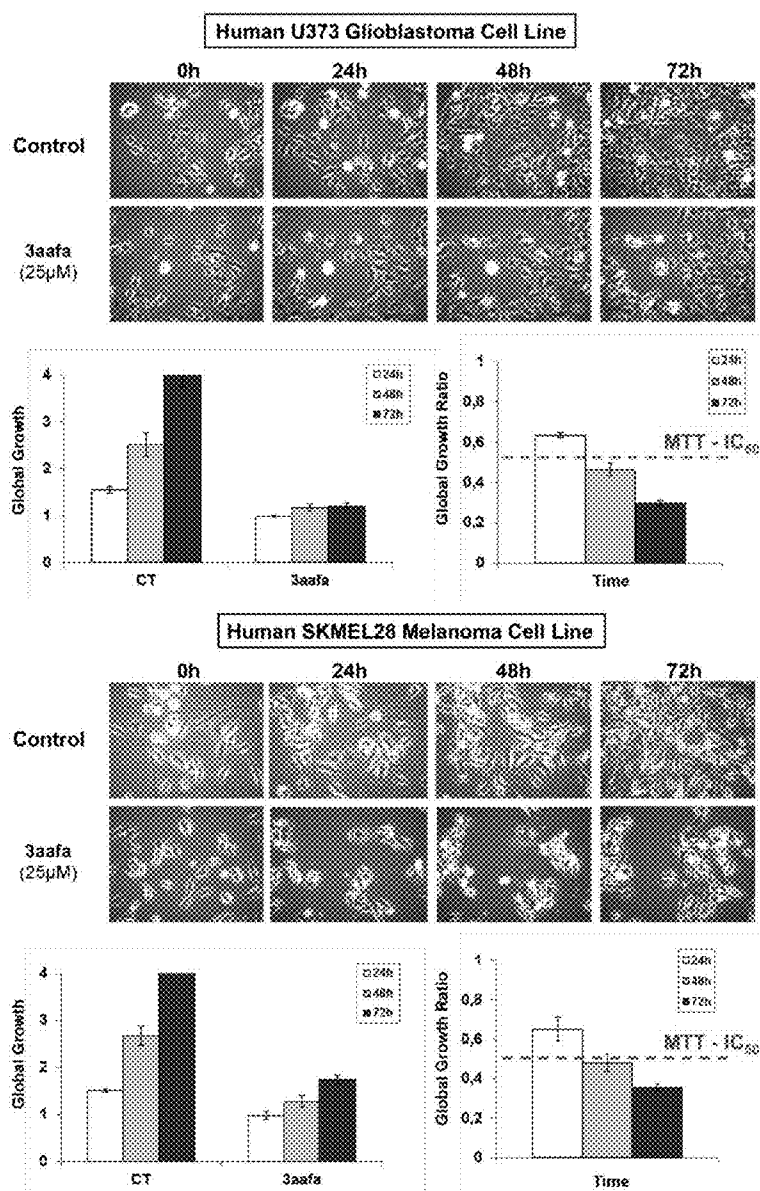 Human U373 Glioblastoma Cell Line
0h 24h 48h 72h
Control
3aafa
(25µM)
Global Growth
4
3
2
1
0
24h
48h
72h
CT 3aafa
Global Growth Ratio
1
0,8
0,6
0,4
0,2
0
24h
48h
72h
MTT - IC50
Time
Human SKMEL28 Melanoma Cell Line
0h 24h 48h 72h
Control
3aafa
(25µM)
Global Growth
4
3
2
1
0
24h
48h
72h
CT 3aafa
Global Growth Ratio
1
0,8
0,6
0,4
0,2
0
24h
48h
72h
MTT - IC50
Time